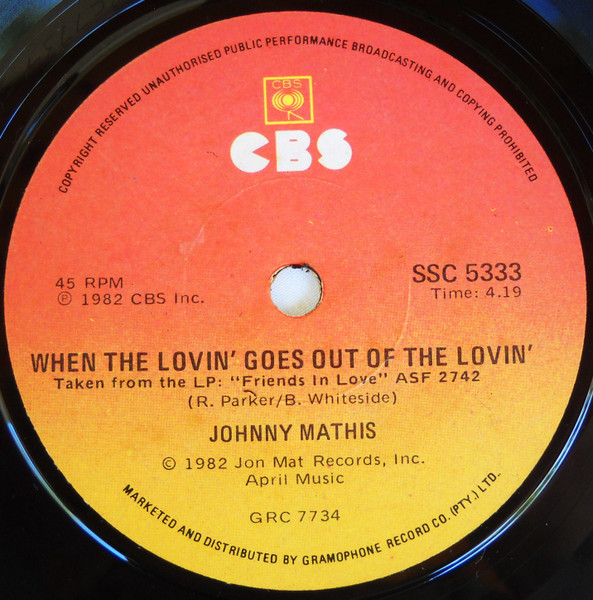 COPYRIGHT RESERVED UNAUTHORISED PUBLIC PERFORMANCE BROADCASTING AND COPYING PROHIBITED
CBS
CBS
45 RPM
℗ 1982 CBS Inc.
SSC 5333
Time: 4.19
WHEN THE LOVIN' GOES OUT OF THE LOVIN'
Taken from the LP: "Friends In Love" ASF 2742
(R. Parker/B. Whiteside)
JOHNNY MATHIS
© 1982 Jon Mat Records, Inc.
April Music
GRC 7734
MARKETED AND DISTRIBUTED BY GRAMOPHONE RECORD CO. (PTY.) LTD.